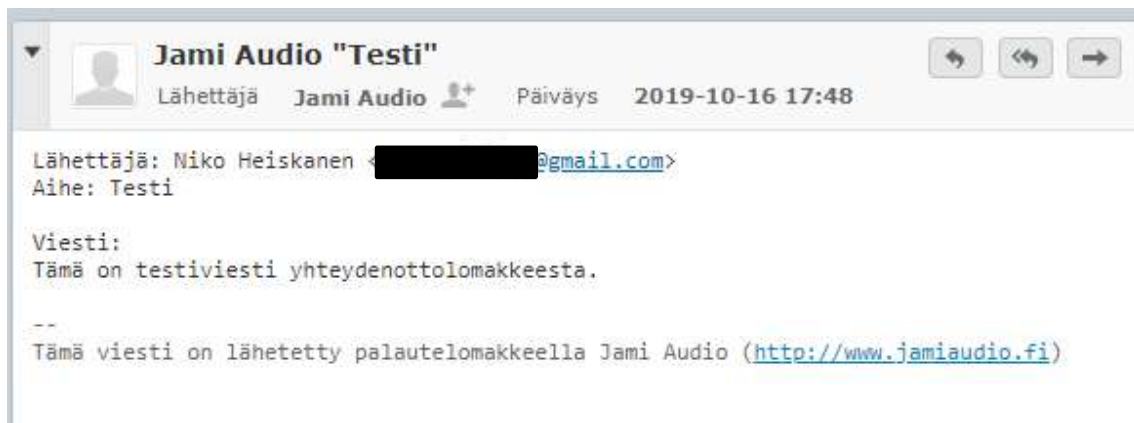 Jami Audio "Testi"
Lähettäjä Jami Audio Päiväys 2019-10-16 17:48
Lähettäjä: Niko Heiskanen < @gmail.com>
Aihe: Testi
Viesti:
Tämä on testiviesti yhteydenottolomakkeesta.
--
Tämä viesti on lähetetty palautelomakkeella Jami Audio (http://www.jamiaudio.fi)